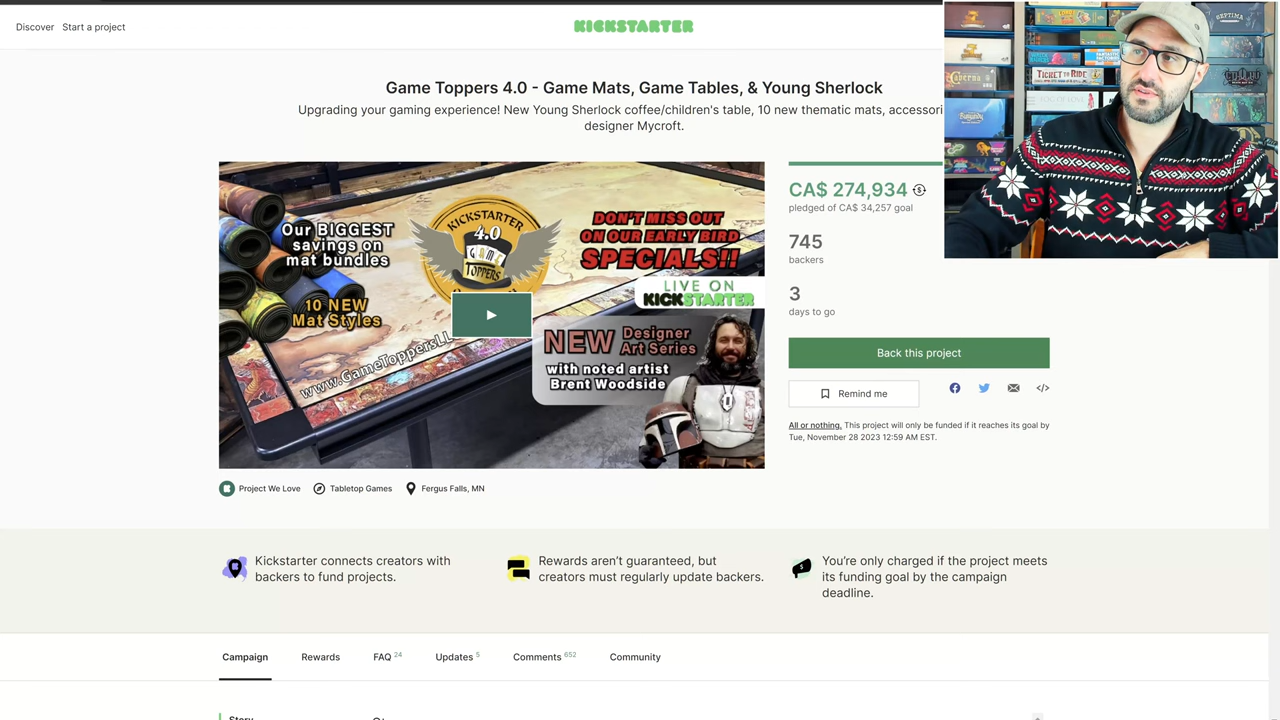 Discover Start a project
KICKSTARTER
Game Toppers 4.0 - Game Mats, Game Tables, & Young Sherlock
Upgrading your gaming experience! New Young Sherlock coffee/children's table, 10 new thematic mats, accessori
designer Mycroft.
Our BIGGEST
savings on
mat bundles
10 NEW
Mat Styles
www.GameToppersLL
KICKSTARTER
4.0
GAME
TOPPERS
DON'T MISS OUT
ON OUR EARLY BIRD
SPECIALS!!
LIVE ON
KICKSTARTER
NEW Designer
Art Series
with noted artist
Brent Woodside
CA$ 274,934
pledged of CA$ 34,257 goal
745
backers
3
days to go
Back this project
Remind me
All or nothing. This project will only be funded if it reaches its goal by
Tue, November 28 2023 12:59 AM EST.
Project We Love
Tabletop Games
Fergus Falls, MN
Kickstarter connects creators with
backers to fund projects.
Rewards aren't guaranteed, but
creators must regularly update backers.
You're only charged if the project meets
its funding goal by the campaign
deadline.
Campaign Rewards FAQ 24 Updates 5 Comments 652 Community
Story
SEPTIMA
Caverna
TICKET TO RIDE
Burgundy